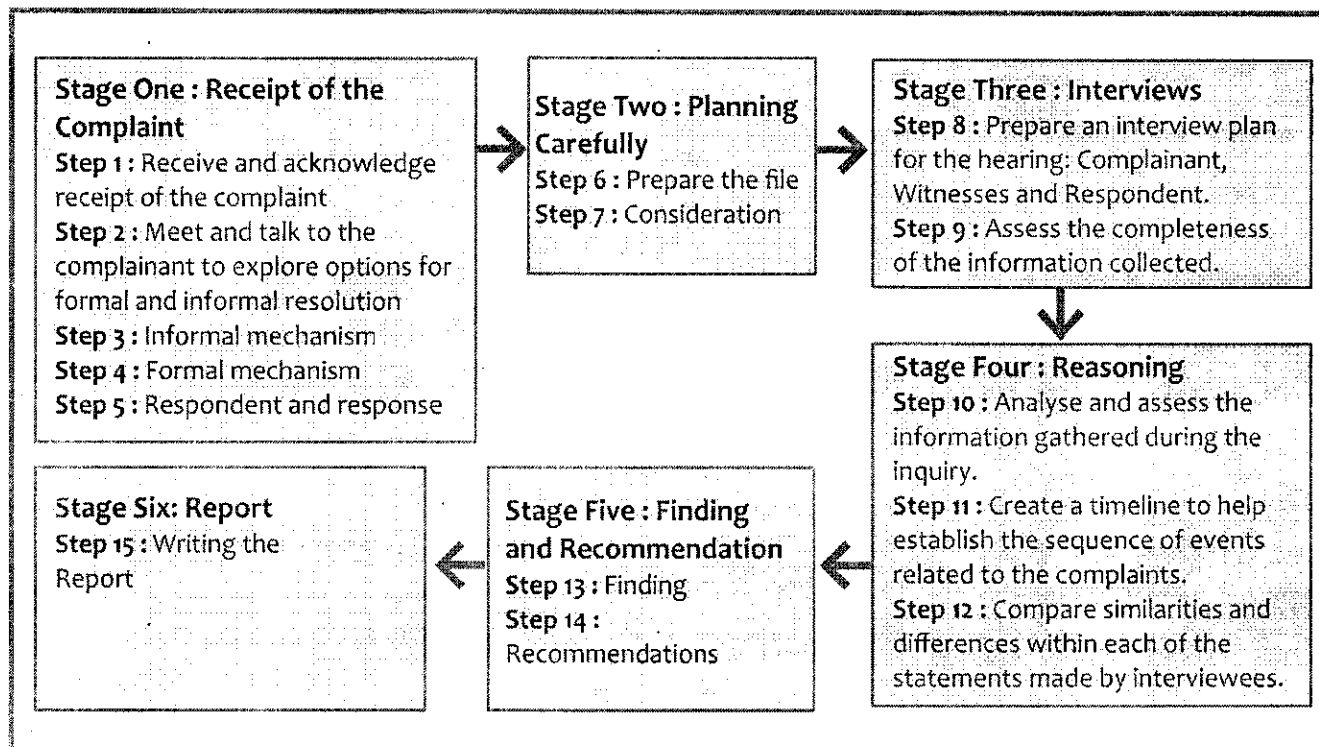 Stage One : Receipt of the
Complaint
Step 1 : Receive and acknowledge
receipt of the complaint
Step 2 : Meet and talk to the
complainant to explore options for
formal and informal resolution
Step 3 : Informal mechanism
Step 4 : Formal mechanism
Step 5 : Respondent and response
Stage Two : Planning
Carefully
Step 6 : Prepare the file
Step 7 : Consideration
Stage Three : Interviews
Step 8 : Prepare an interview plan
for the hearing: Complainant,
Witnesses and Respondent.
Step 9 : Assess the completeness
of the information collected.
Stage Four : Reasoning
Step 10 : Analyse and assess the
information gathered during the
inquiry.
Step 11 : Create a timeline to help
establish the sequence of events
related to the complaints.
Step 12 : Compare similarities and
differences within each of the
statements made by interviewees.
Stage Five : Finding
and Recommendation
Step 13 : Finding
Step 14 :
Recommendations
Stage Six: Report
Step 15 : Writing the
Report